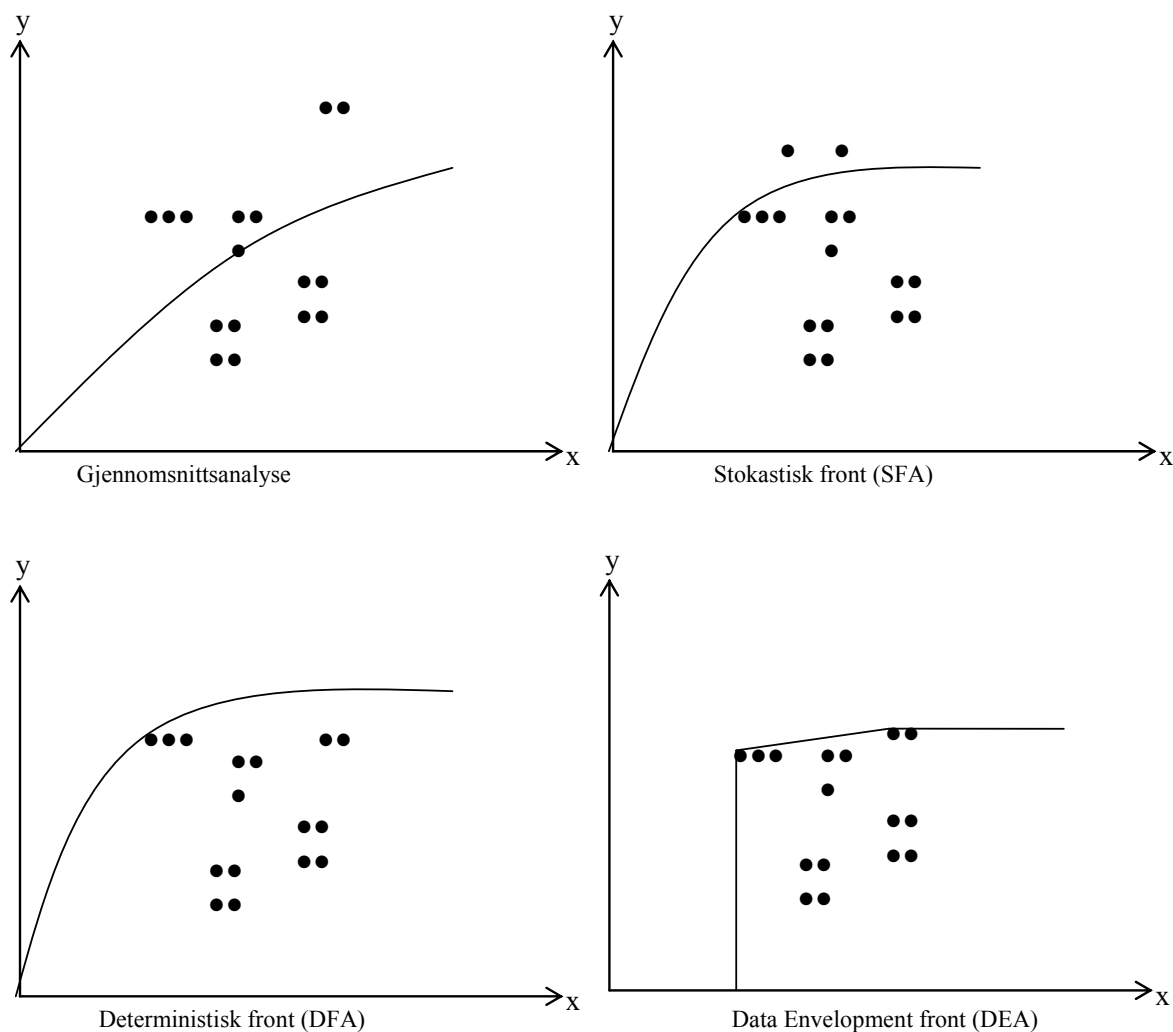 y
x
Gjennomsnittsanalyse
y
x
Stokastisk front (SFA)
y
x
Deterministisk front (DFA)
y
x
Data Envelopment front (DEA)